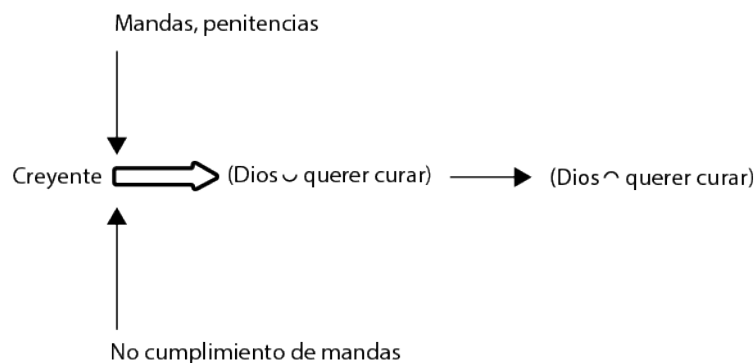 Mandas, penitencias
Creyente (Dios ᴗ querer curar) (Dios ᴖ querer curar)
No cumplimiento de mandas